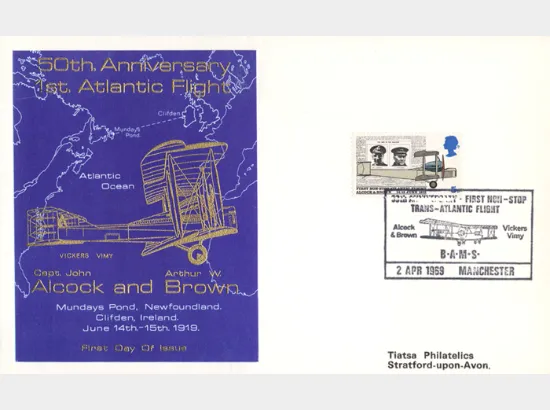 50th. Anniversary
1st. Atlantic Flight
Clifden
Mundays
Pond
Atlantic
Ocean
VICKERS VIMY
Capt. John Arthur W.
Alcock and Brown
Mundays Pond, Newfoundland.
Clifden, Ireland.
June 14th-15th. 1919.
First Day Of Issue
FIRST NON-STOP
TRANS-ATLANTIC FLIGHT
Alcock Vickers
& Brown Vimy
B·A·M·S·
2 APR 1969 MANCHESTER
Tiatsa Philatelics
Stratford-upon-Avon.